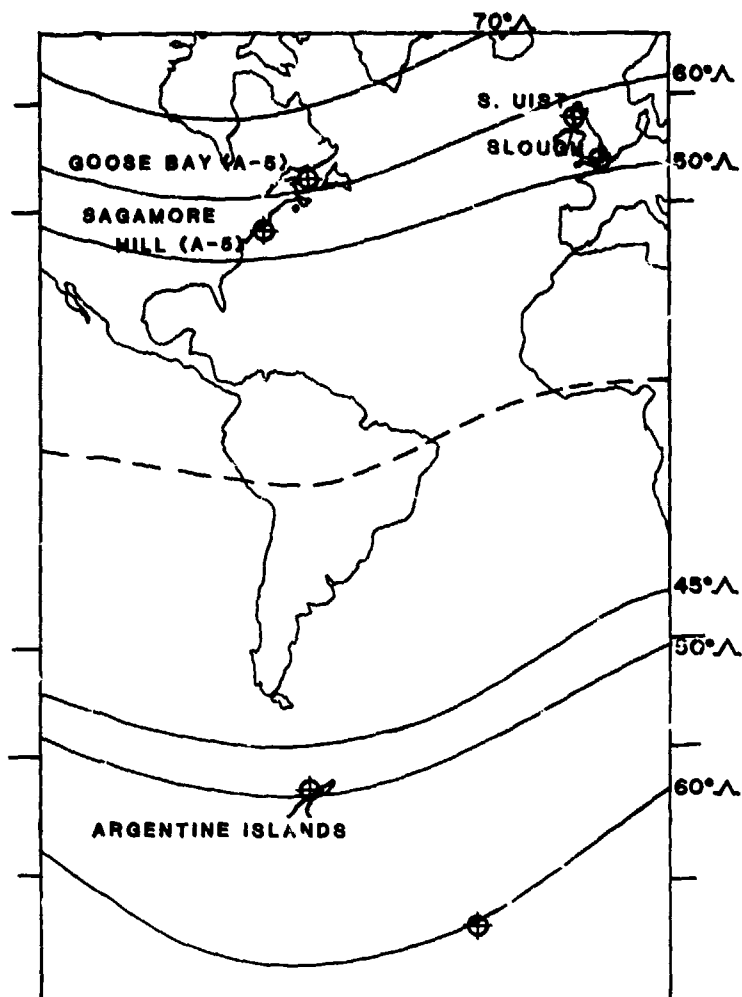 70°Λ
60°Λ
S. UIST
SLOUGH
50°Λ
GOOSE BAY (A-5)
SAGAMORE
HILL (A-5)
45°Λ
50°Λ
60°Λ
ARGENTINE ISLANDS